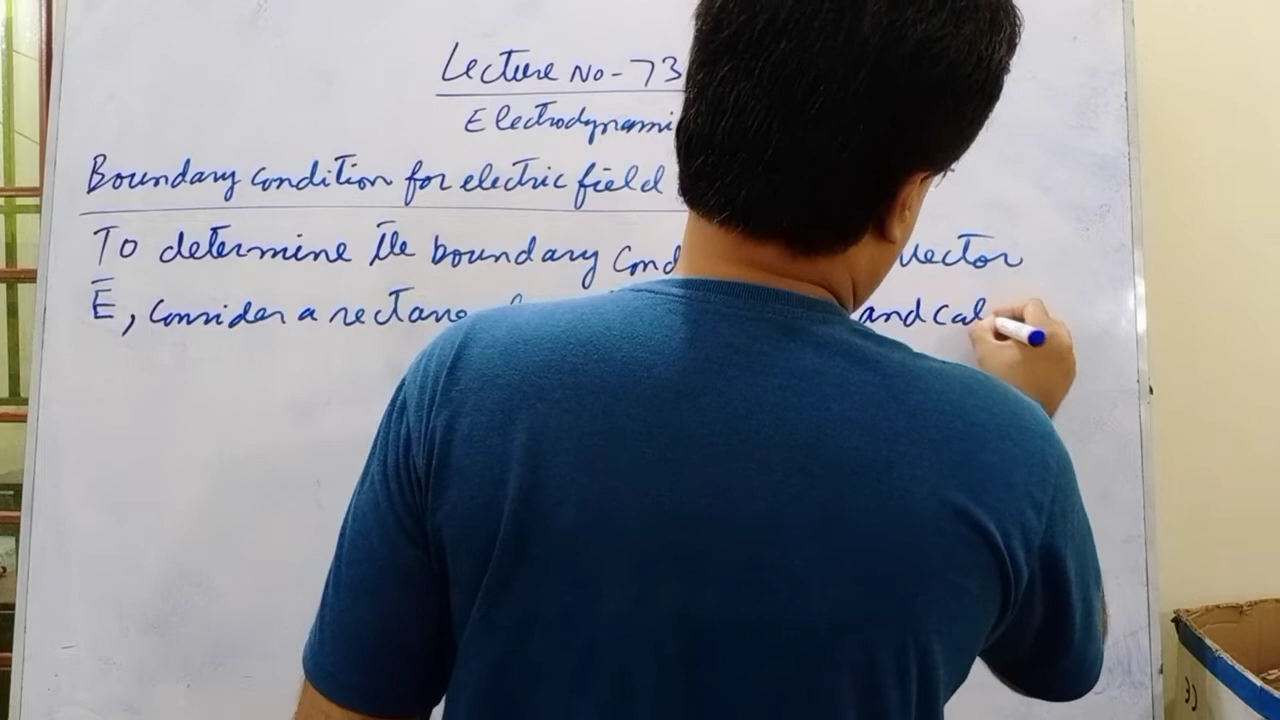 Lecture No-73
Electrodynami
Boundary condition for electric field
To determine the boundary cond vector
Ē, Consider a rectang and cal